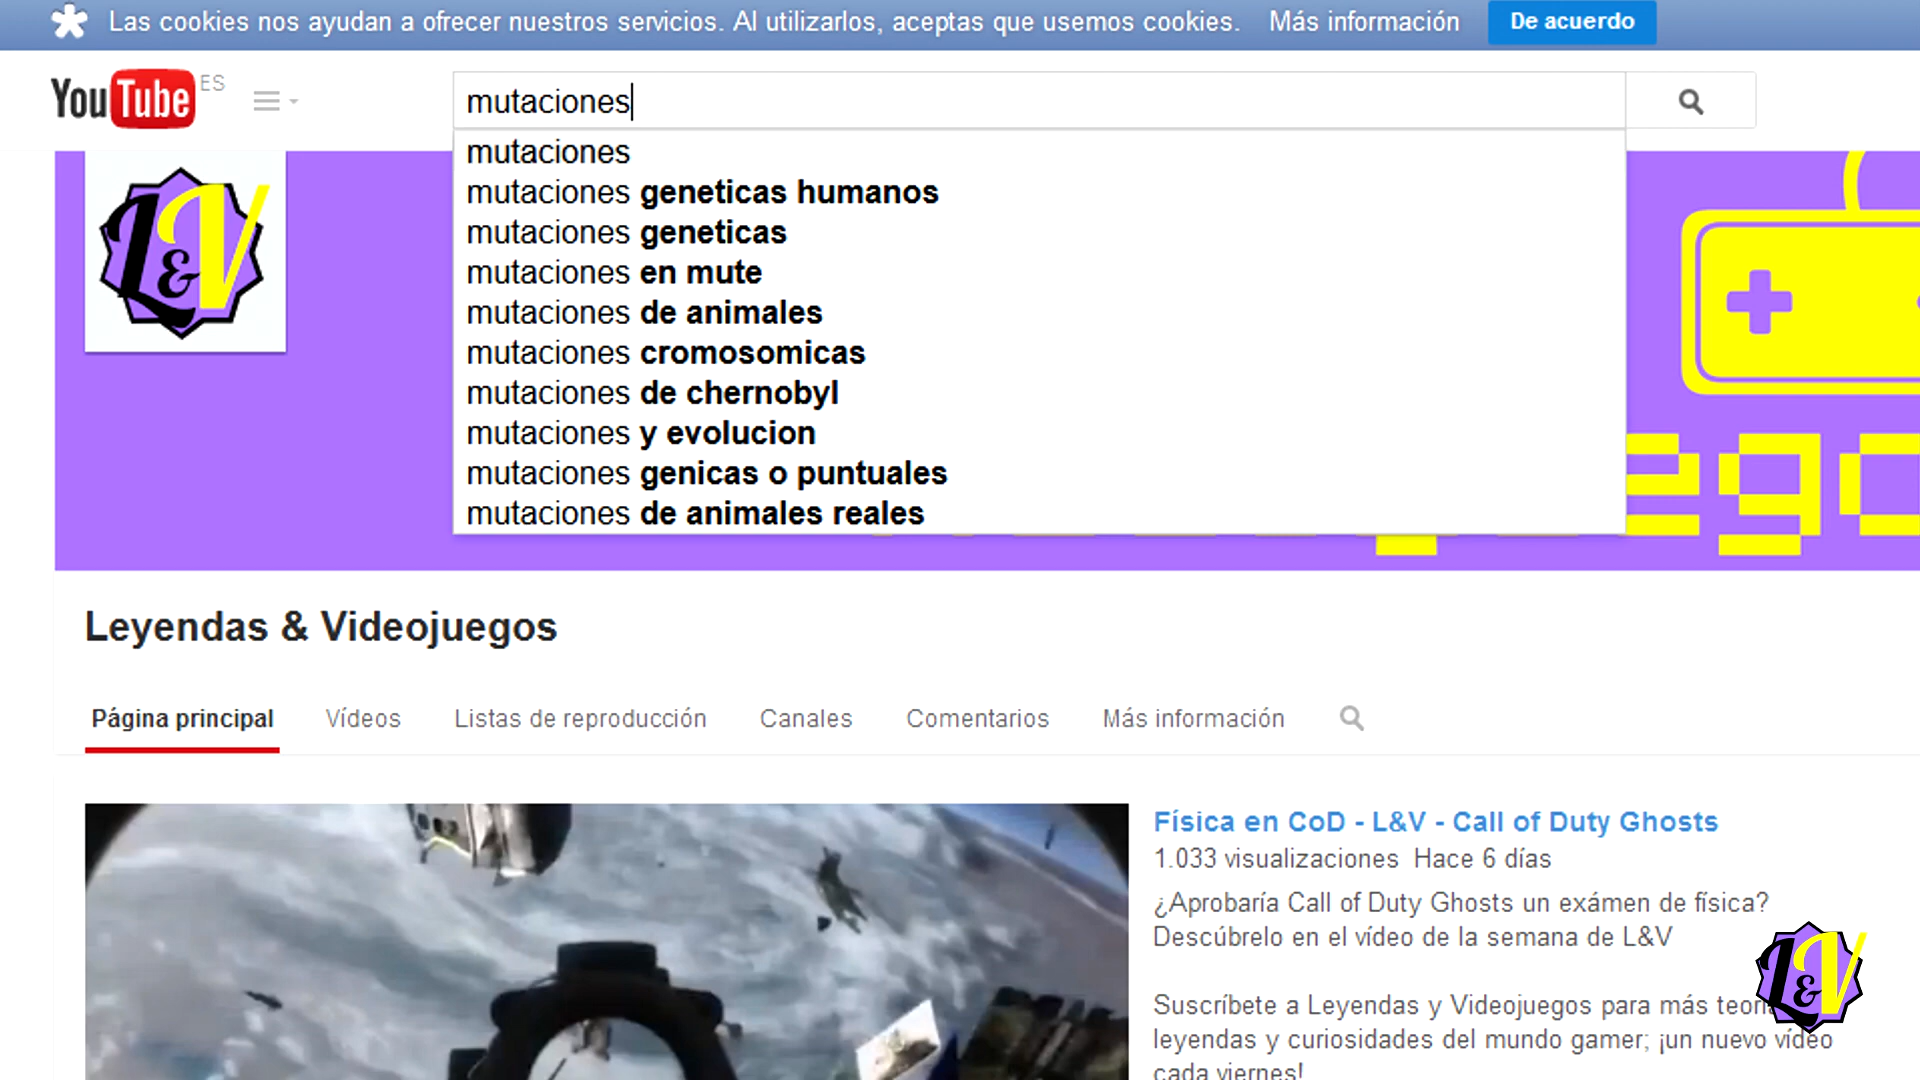 Las cookies nos ayudan a ofrecer nuestros servicios. Al utilizarlos, aceptas que usemos cookies. Más información De acuerdo
YouTube ES
mutaciones
mutaciones
mutaciones geneticas humanos
mutaciones geneticas
mutaciones en mute
mutaciones de animales
mutaciones cromosomicas
mutaciones de chernobyl
mutaciones y evolucion
mutaciones genicas o puntuales
mutaciones de animales reales
L&V
Leyendas & Videojuegos
Página principal Vídeos Listas de reproducción Canales Comentarios Más información
Física en CoD - L&V - Call of Duty Ghosts
1.033 visualizaciones Hace 6 días
¿Aprobaría Call of Duty Ghosts un exámen de física?
Descúbrelo en el vídeo de la semana de L&V
Suscríbete a Leyendas y Videojuegos para más
leyendas y curiosidades del mundo gamer; ¡un nuevo vídeo
cada viernes!
L&V